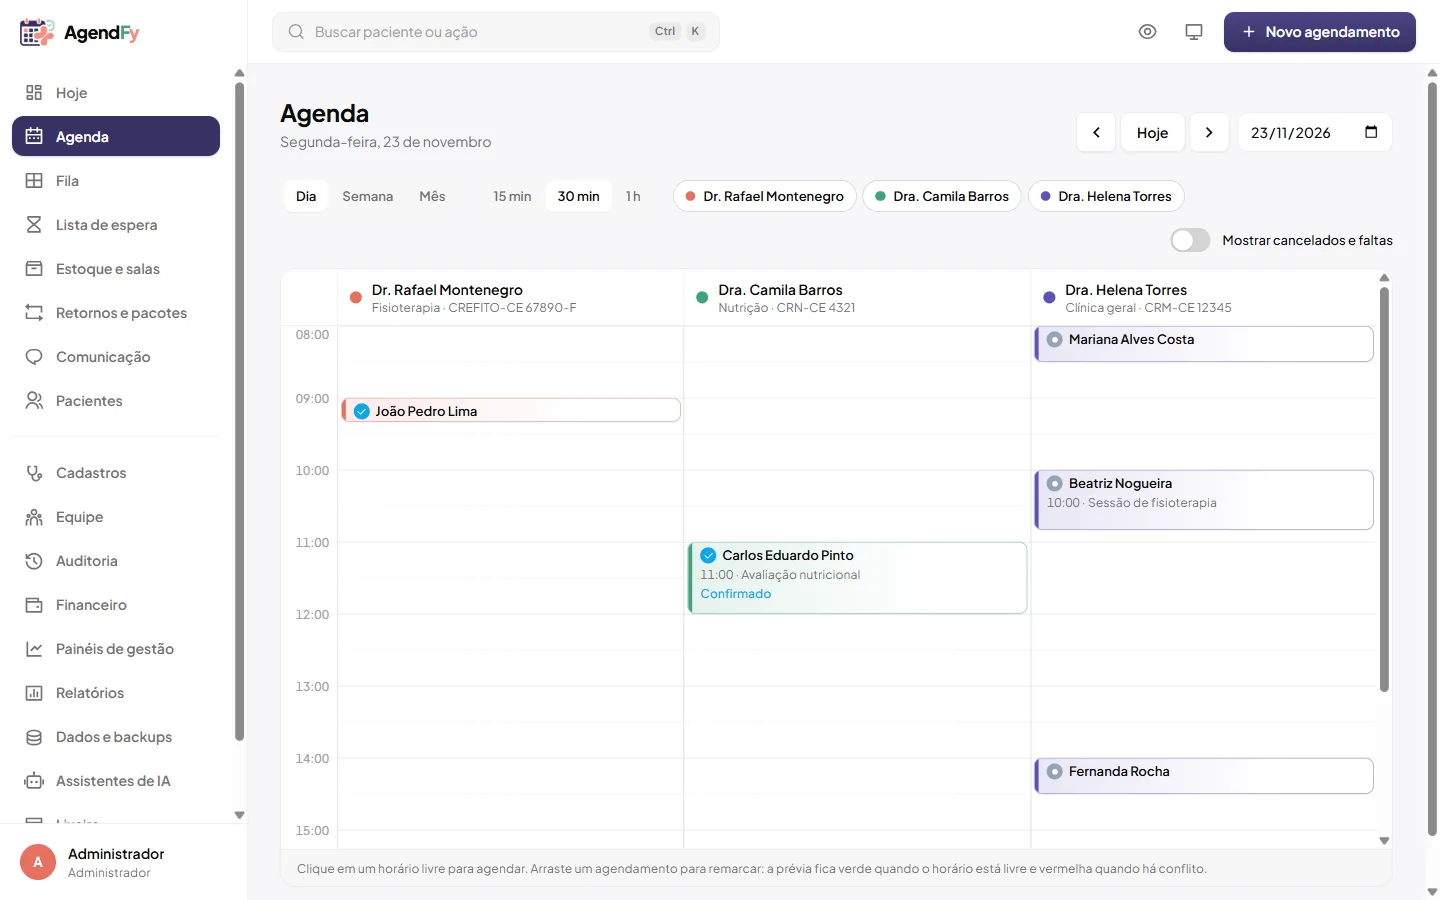 AgendFy
Buscar paciente ou ação
Ctrl K
Novo agendamento
Hoje
Agenda
Fila
Lista de espera
Estoque e salas
Retornos e pacotes
Comunicação
Pacientes
Cadastros
Equipe
Auditoria
Financeiro
Painéis de gestão
Relatórios
Dados e backups
Assistentes de IA
A
Administrador
Administrador
Agenda
Segunda-feira, 23 de novembro
Hoje
23/11/2026
Dia Semana Mês 15 min 30 min 1 h
Dr. Rafael Montenegro
Dra. Camila Barros
Dra. Helena Torres
Mostrar cancelados e faltas
Dr. Rafael Montenegro
Fisioterapia · CREFITO-CE 67890-F
Dra. Camila Barros
Nutrição · CRN-CE 4321
Dra. Helena Torres
Clínica geral · CRM-CE 12345
08:00
Mariana Alves Costa
09:00
João Pedro Lima
10:00
Beatriz Nogueira
10:00 · Sessão de fisioterapia
11:00
Carlos Eduardo Pinto
11:00 · Avaliação nutricional
Confirmado
12:00
13:00
14:00
Fernanda Rocha
15:00
Clique em um horário livre para agendar. Arraste um agendamento para remarcar: a prévia fica verde quando o horário está livre e vermelha quando há conflito.